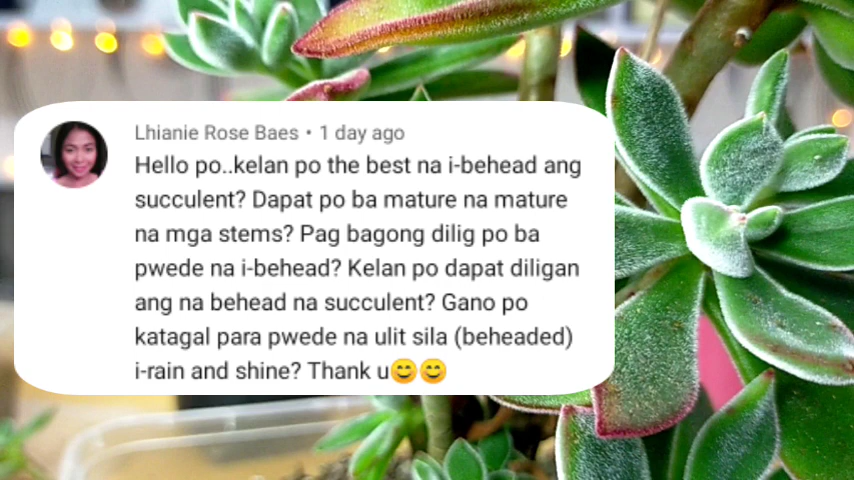 Lhianie Rose Baes • 1 day ago
Hello po..kelan po the best na i-behead ang
succulent? Dapat po ba mature na mature
na mga stems? Pag bagong dilig po ba
pwede na i-behead? Kelan po dapat diligan
ang na behead na succulent? Gano po
katagal para pwede na ulit sila (beheaded)
i-rain and shine? Thank u😊😊